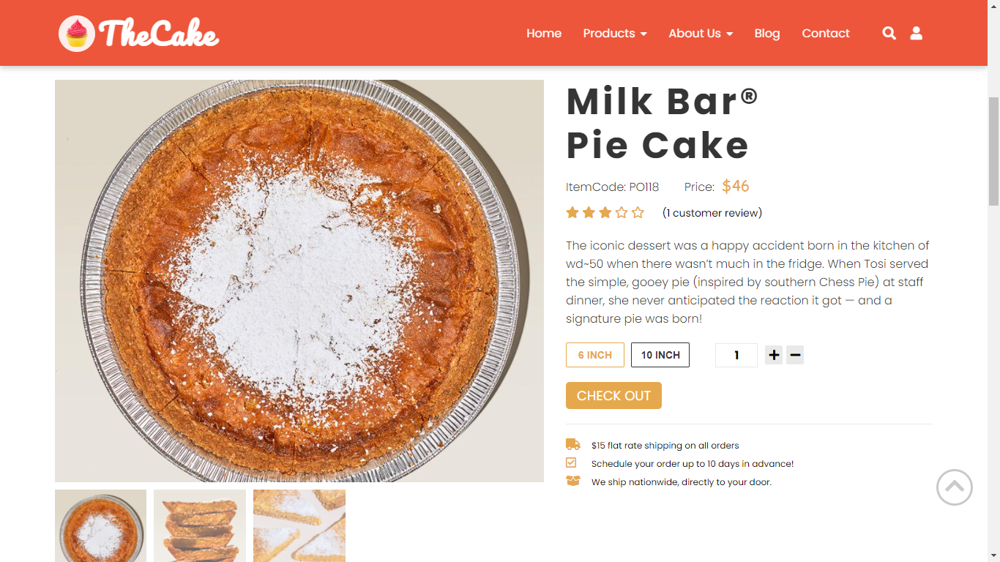 TheCake
Home Products About Us Blog Contact
Milk Bar®
Pie Cake
ItemCode: PO118 Price: $46
(1 customer review)
The iconic dessert was a happy accident born in the kitchen of
wd~50 when there wasn’t much in the fridge. When Tosi served
the simple, gooey pie (inspired by southern Chess Pie) at staff
dinner, she never anticipated the reaction it got — and a
signature pie was born!
6 INCH 10 INCH 1
CHECK OUT
$15 flat rate shipping on all orders
Schedule your order up to 10 days in advance!
We ship nationwide, directly to your door.